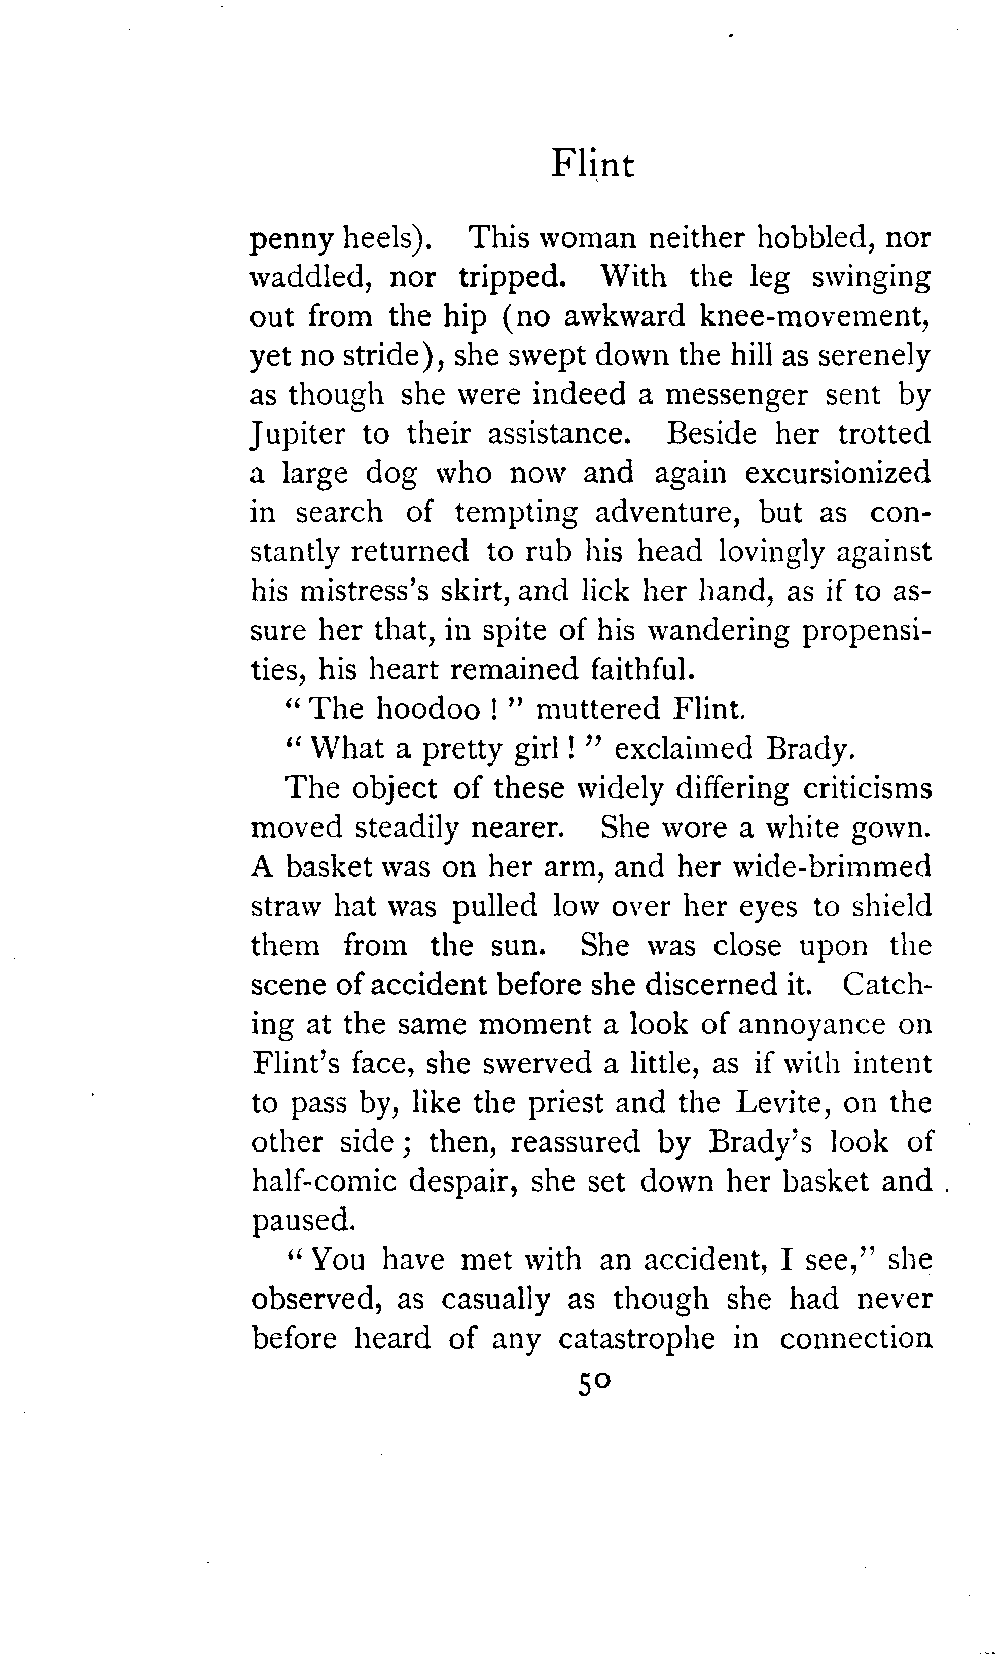 Flint
penny heels). This woman neither hobbled, nor
waddled, nor tripped. With the leg swinging
out from the hip (no awkward knee-movement,
yet no stride), she swept down the hill as serenely
as though she were indeed a messenger sent by
Jupiter to their assistance. Beside her trotted
a large dog who now and again excursionized
in search of tempting adventure, but as con-
stantly returned to rub his head lovingly against
his mistress's skirt, and lick her hand, as if to as-
sure her that, in spite of his wandering propensi-
ties, his heart remained faithful.
“ The hoodoo ! ” muttered Flint.
“ What a pretty girl ! ” exclaimed Brady.
The object of these widely differing criticisms
moved steadily nearer. She wore a white gown.
A basket was on her arm, and her wide-brimmed
straw hat was pulled low over her eyes to shield
them from the sun. She was close upon the
scene of accident before she discerned it. Catch-
ing at the same moment a look of annoyance on
Flint's face, she swerved a little, as if with intent
to pass by, like the priest and the Levite, on the
other side ; then, reassured by Brady's look of
half-comic despair, she set down her basket and
paused.
“ You have met with an accident, I see,” she
observed, as casually as though she had never
before heard of any catastrophe in connection
50